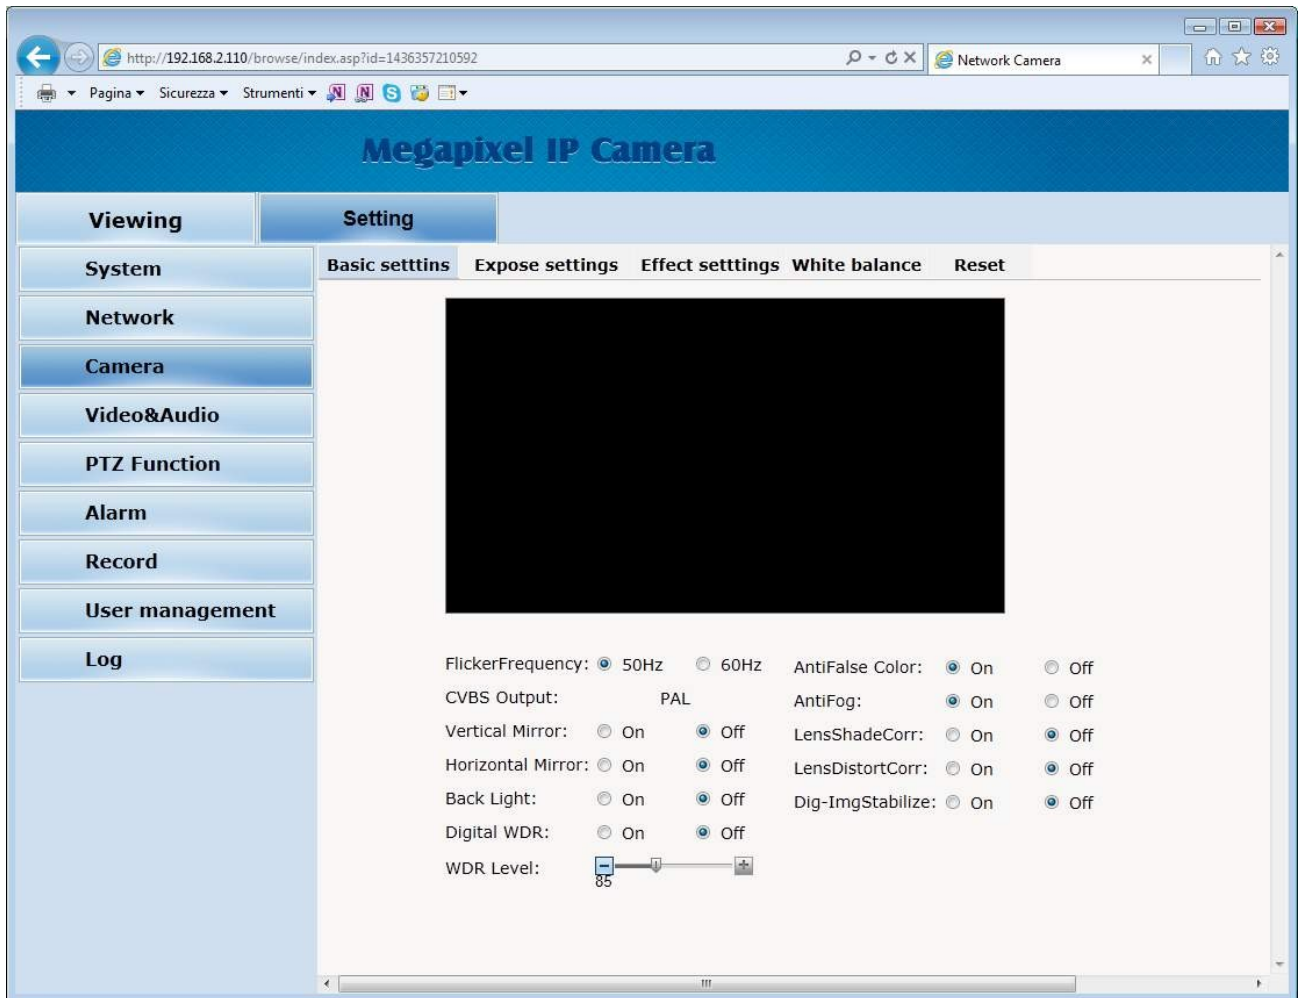 http://192.168.2.110/browse/index.asp?id=1436357210592
Network Camera
Pagina Sicurezza Strumenti
Megapixel IP Camera
Viewing Setting
Basic setttins Expose settings Effect setttings White balance Reset
System
Network
Camera
Video&Audio
PTZ Function
Alarm
Record
User management
Log
FlickerFrequency: 50Hz 60Hz
CVBS Output: PAL
Vertical Mirror: On Off
Horizontal Mirror: On Off
Back Light: On Off
Digital WDR: On Off
WDR Level:
85
AntiFalse Color: On Off
AntiFog: On Off
LensShadeCorr: On Off
LensDistortCorr: On Off
Dig-ImgStabilize: On Off